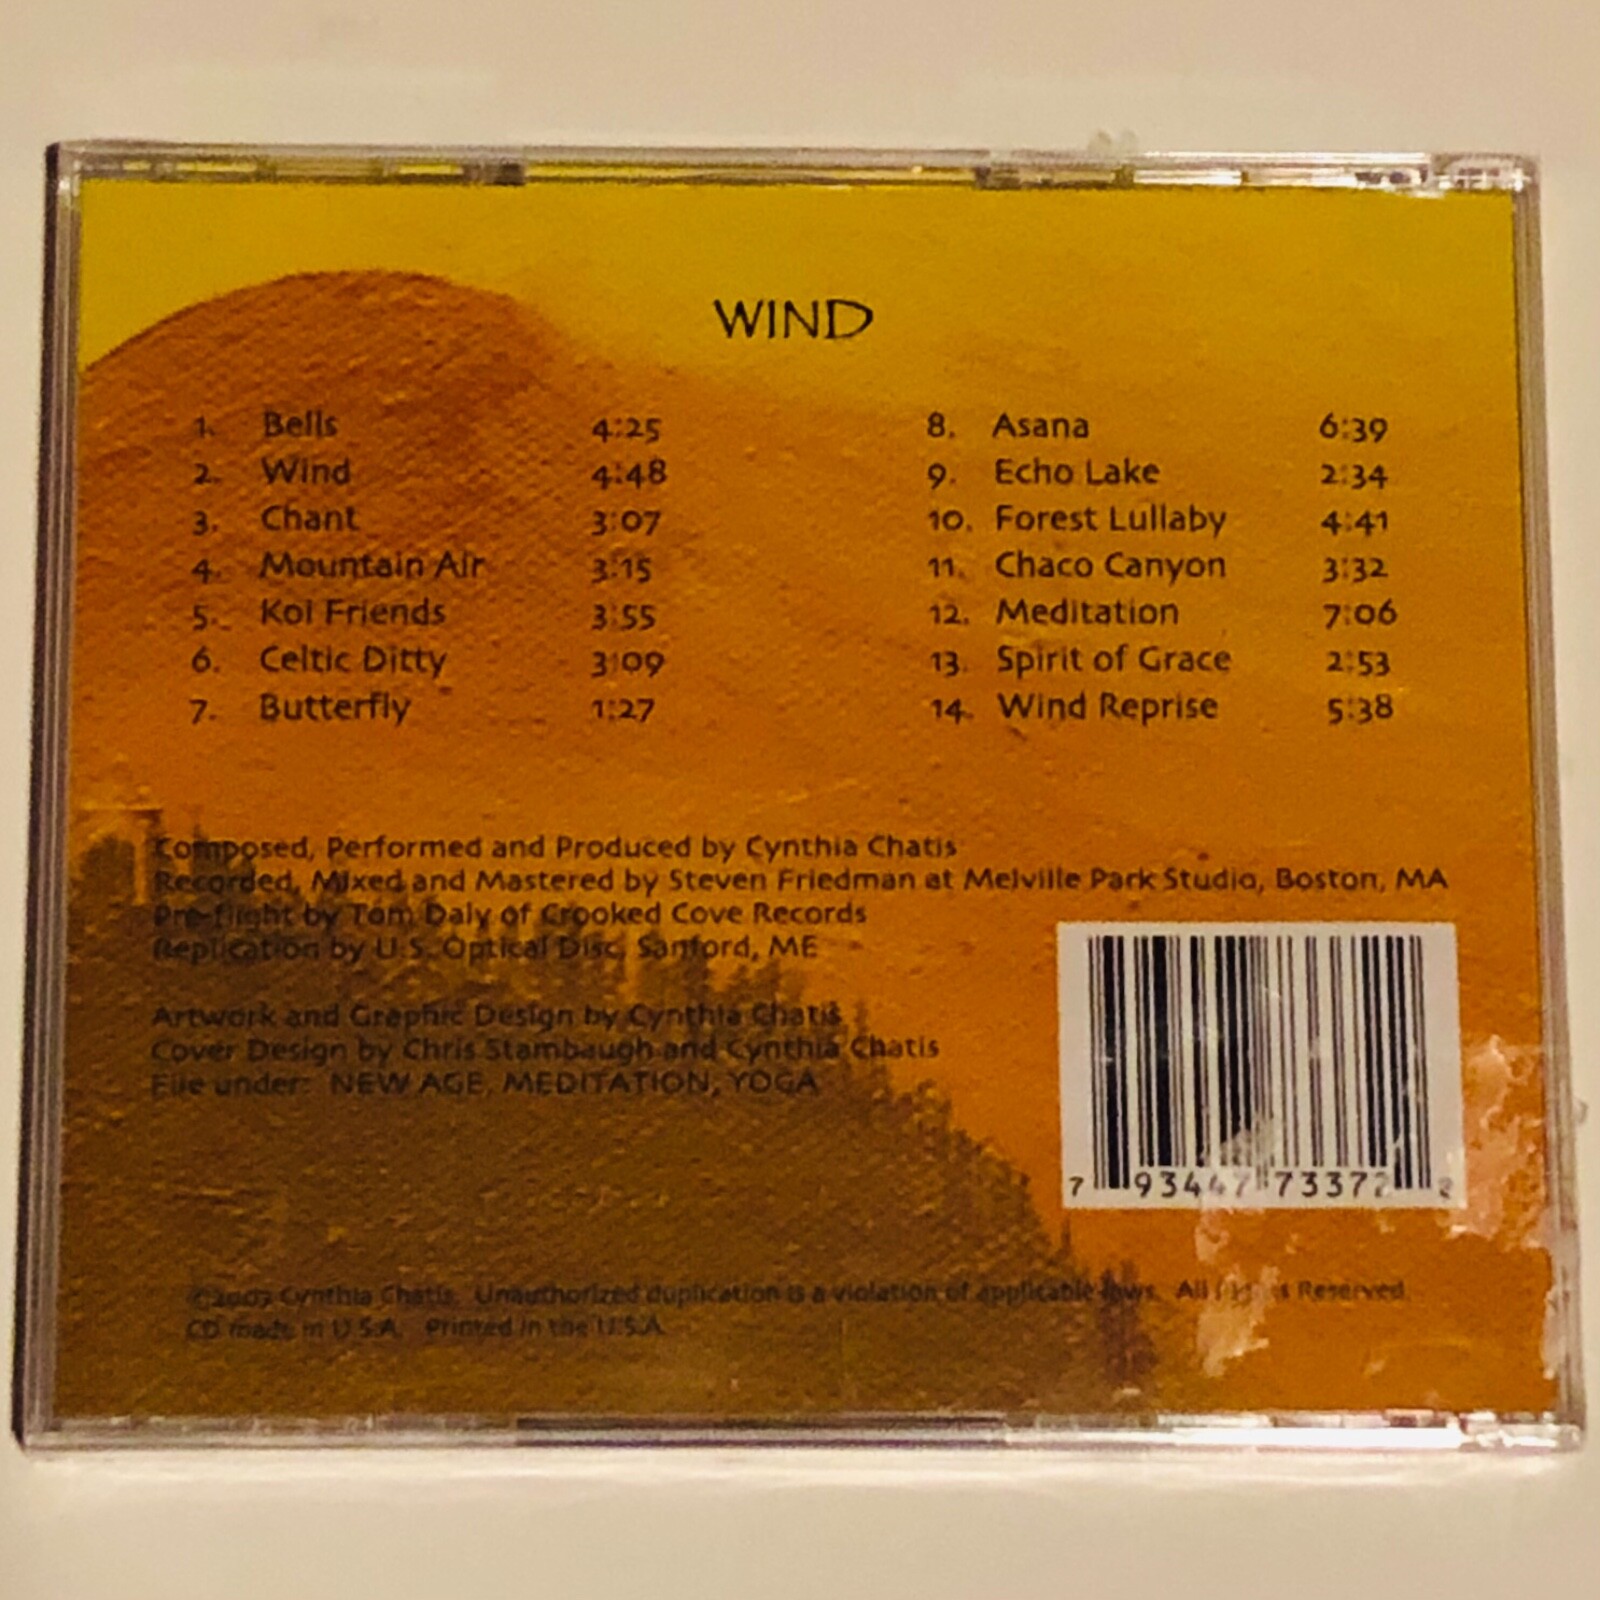 WIND
1. Bells 4:25
2. Wind 4:48
3. Chant 3:07
4. Mountain Air 3:15
5. Koi Friends 3:55
6. Celtic Ditty 3:09
7. Butterfly 1:27
8. Asana 6:39
9. Echo Lake 2:34
10. Forest Lullaby 4:41
11. Chaco Canyon 3:32
12. Meditation 7:06
13. Spirit of Grace 2:53
14. Wind Reprise 5:38
Composed, Performed and Produced by Cynthia Chatis
Recorded, Mixed and Mastered by Steven Friedman at Melville Park Studio, Boston, MA
Pre-flight by Tom Daly of Crooked Cove Records
Replication by U.S. Optical Disc, Sanford, ME
Artwork and Graphic Design by Cynthia Chatis
Cover Design by Chris Stambaugh and Cynthia Chatis
File under: NEW AGE, MEDITATION, YOGA
7 93447 73372 2
Cynthia Chatis. Unauthorized duplication is a violation of applicable laws. All Rights Reserved
CD made in U.S.A. Printed in the U.S.A.